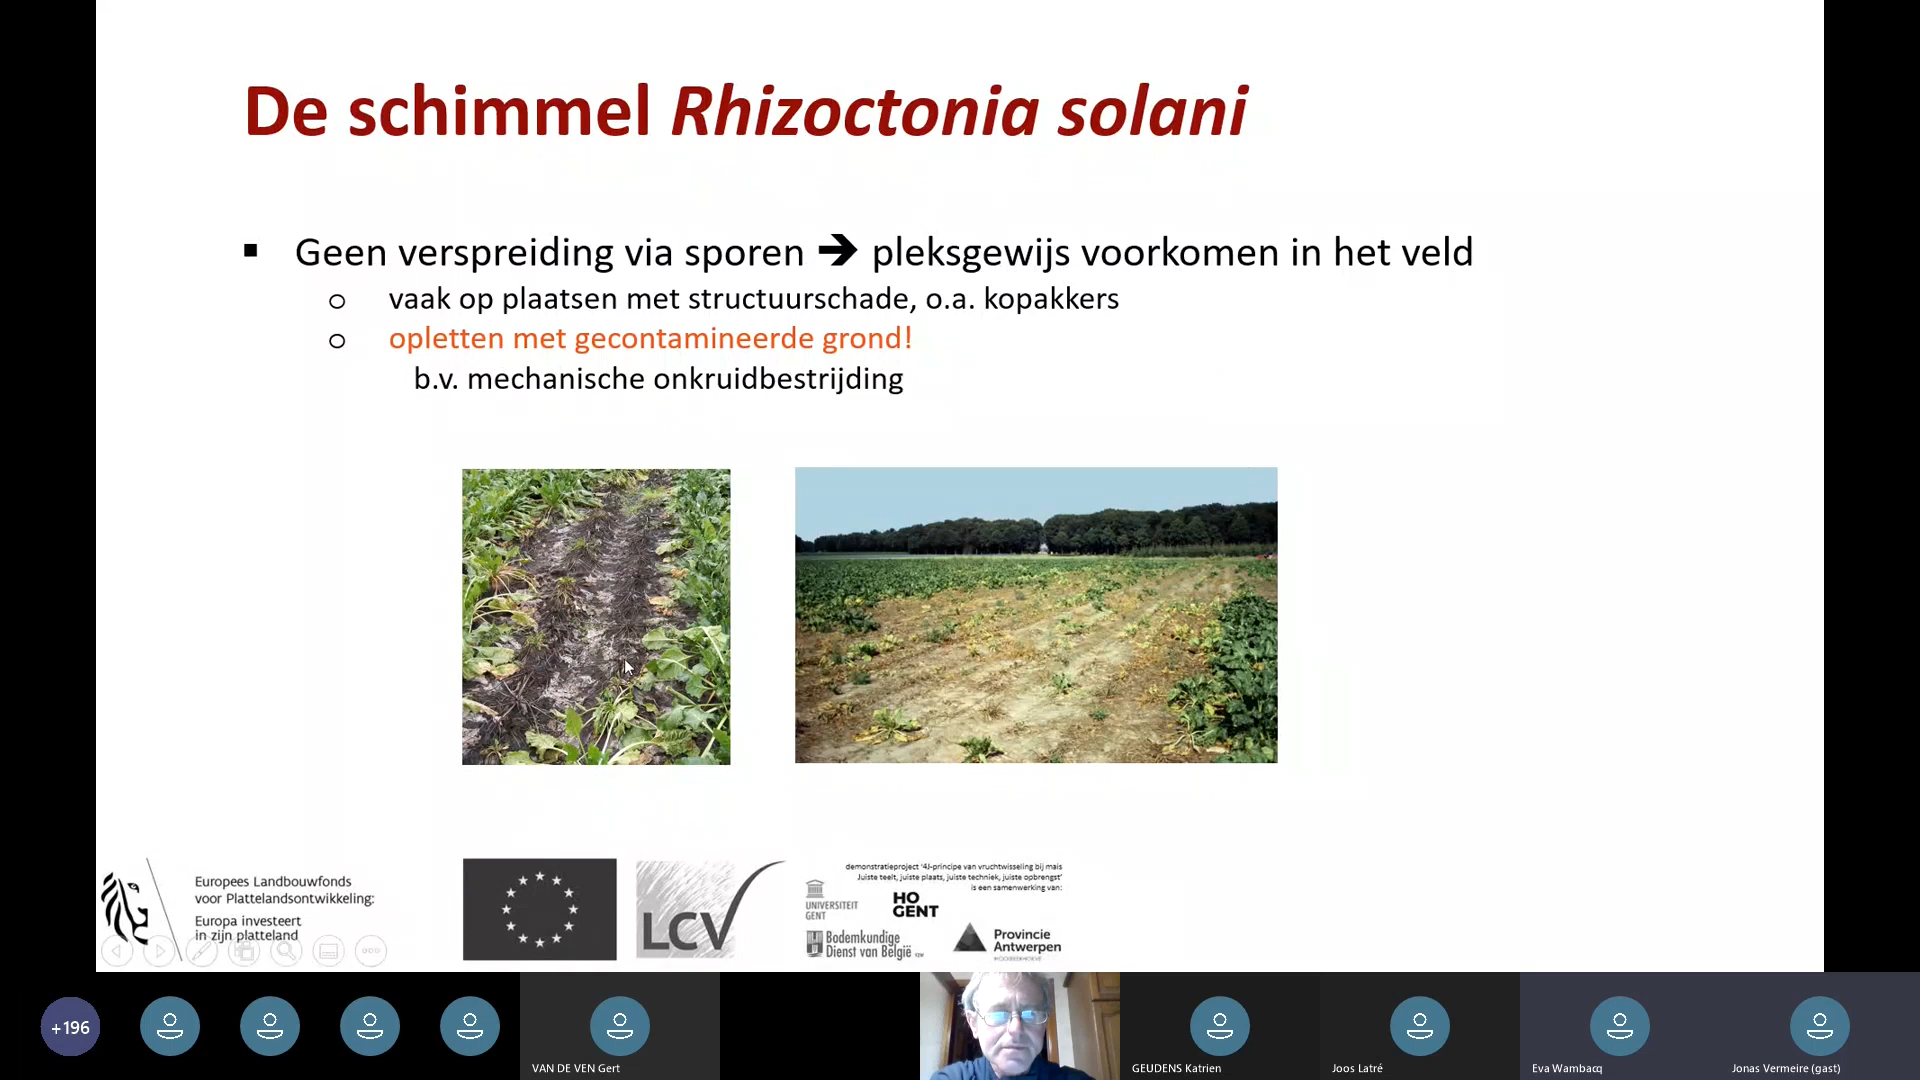 De schimmel Rhizoctonia solani
▪ Geen verspreiding via sporen ➔ pleksgewijs voorkomen in het veld
o vaak op plaatsen met structuurschade, o.a. kopakkers
o opletten met gecontamineerde grond!
b.v. mechanische onkruidbestrijding
Europees Landbouwfonds
voor Plattelandsontwikkeling:
Europa investeert
in zijn platteland
LCV
demonstratieproject '4J-principe van vruchtwisseling bij mais
Juiste teelt, juiste plaats, juiste techniek, juiste opbrengst'
is een samenwerking van:
UNIVERSITEIT
GENT
HO
GENT
Bodemkundige
Dienst van België vzw
Provincie
Antwerpen
+196
VAN DE VEN Gert
GEUDENS Katrien
Joos Latré
Eva Wambacq
Jonas Vermeire (gast)